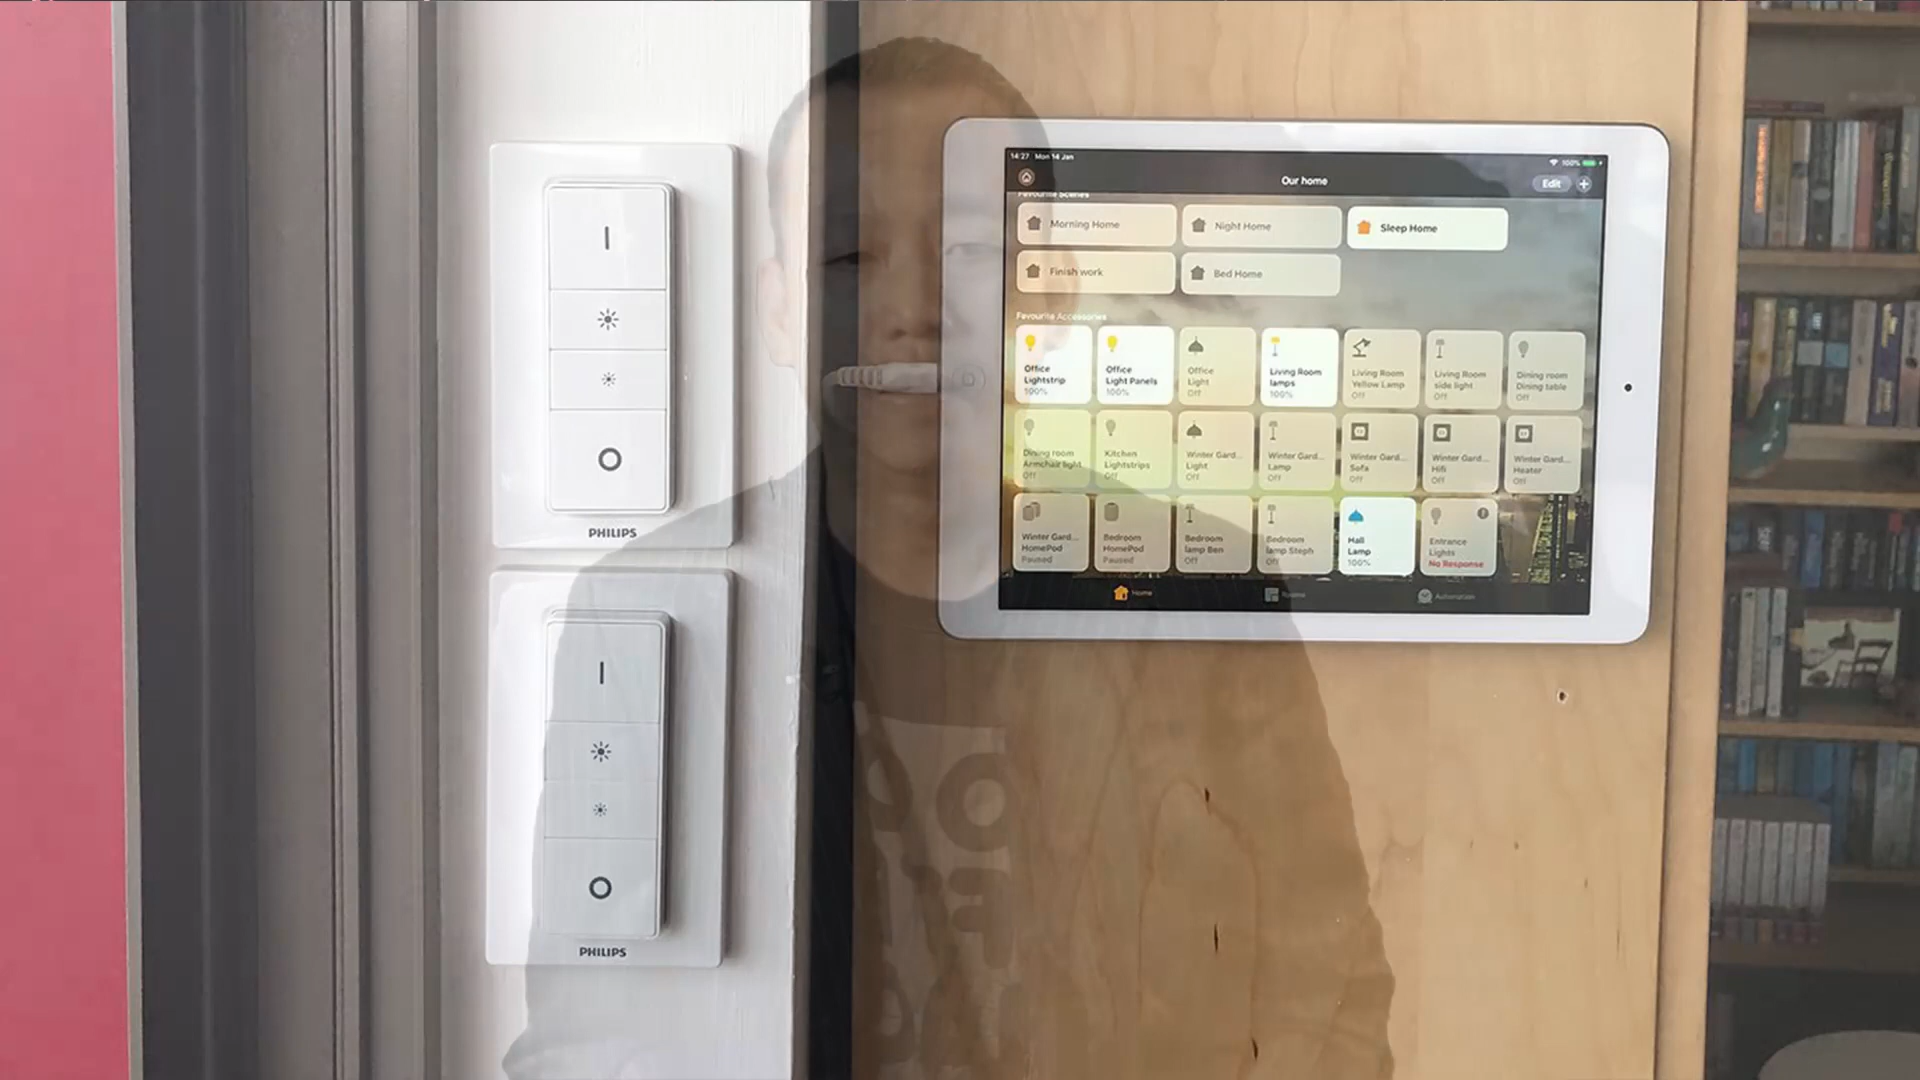 14:27 Mon 14 Jan
100%
Our home
Edit
Favourite Scenes
Morning Home
Night Home
Sleep Home
Finish work
Bed Home
Favourite Accessories
Office
Lightstrip
100%
Office
Light Panels
100%
Office
Light
Off
Living Room
lamps
100%
Living Room
Yellow Lamp
Off
Living Room
side light
Off
Dining room
Dining table
Off
Dining room
Armchair light
Off
Kitchen
Lightstrips
Off
Winter Gard...
Light
Off
Winter Gard...
Lamp
Off
Winter Gard...
Sofa
Off
Winter Gard...
Hifi
Off
Winter Gard...
Heater
Off
Winter Gard...
HomePod
Paused
Bedroom
HomePod
Paused
Bedroom
lamp Ben
Off
Bedroom
lamp Steph
Off
Hall
Lamp
100%
Entrance
Lights
No Response
Home
Rooms
Automation
PHILIPS
PHILIPS